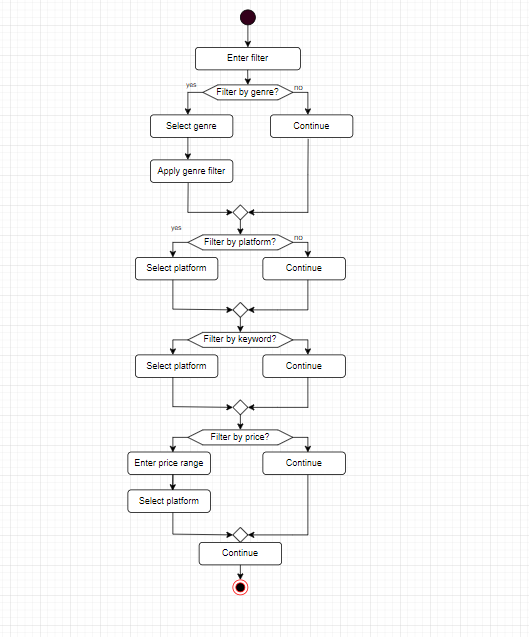 Enter filter
yes
Filter by genre?
no
Select genre
Continue
Apply genre filter
yes
Filter by platform?
no
Select platform
Continue
Filter by keyword?
Select platform
Continue
Filter by price?
Enter price range
Continue
Select platform
Continue